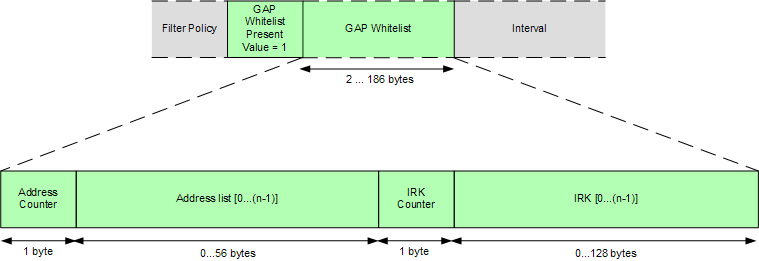 Filter Policy
GAP
Whitelist
Present
Value = 1
GAP Whitelist
Interval
2 ... 186 bytes
Address
Counter
Address list [0...(n-1)]
IRK
Counter
IRK [0...(n-1)]
1 byte
0...56 bytes
1 byte
0...128 bytes